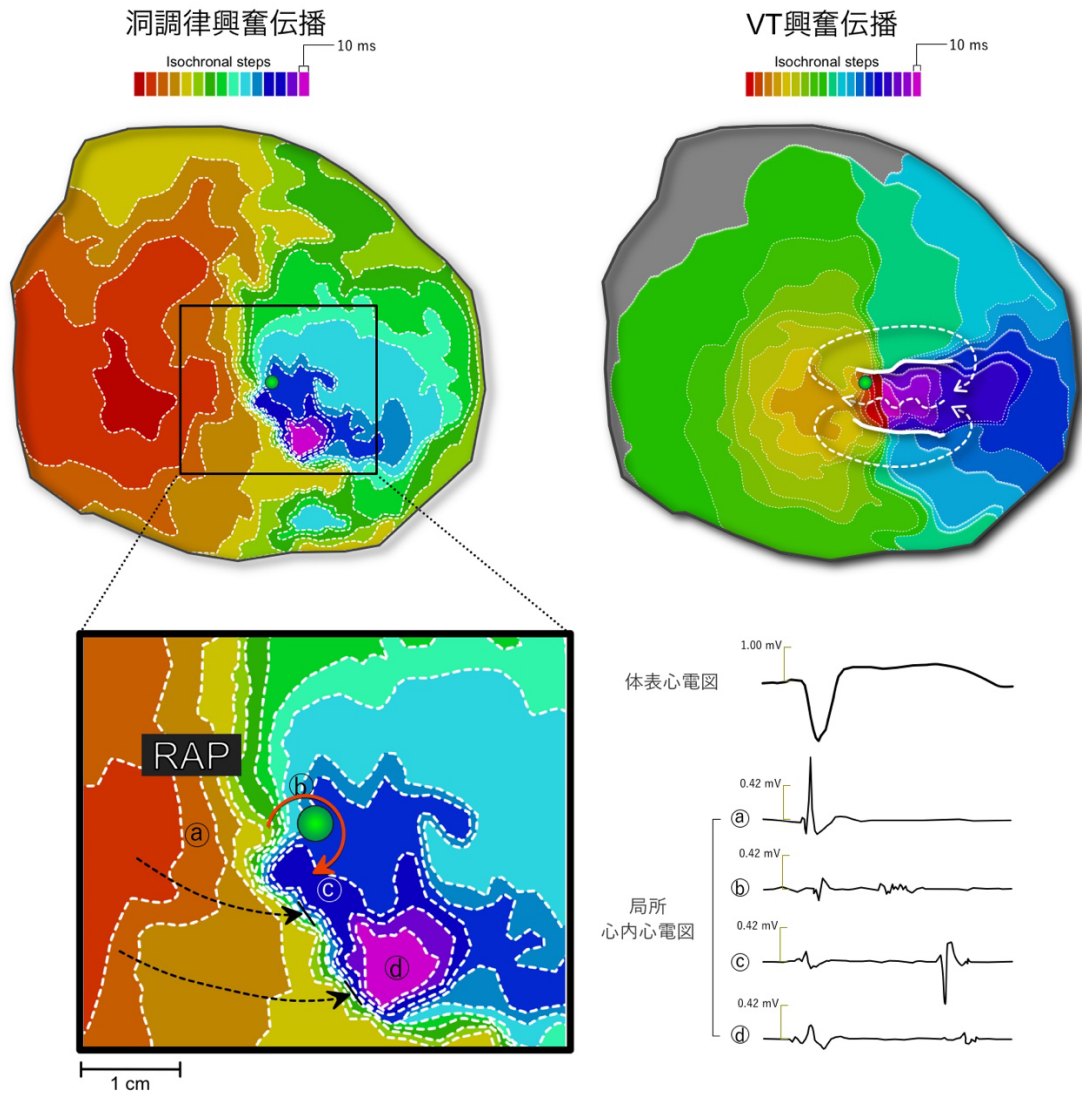 洞調律興奮伝播
10 ms
Isochronal steps
VT興奮伝播
10 ms
Isochronal steps
RAP
ⓐ
ⓑ
ⓒ
ⓓ
1 cm
体表心電図
1.00 mV
局所
心内心電図
0.42 mV
ⓐ
0.42 mV
ⓑ
0.42 mV
ⓒ
0.42 mV
ⓓ